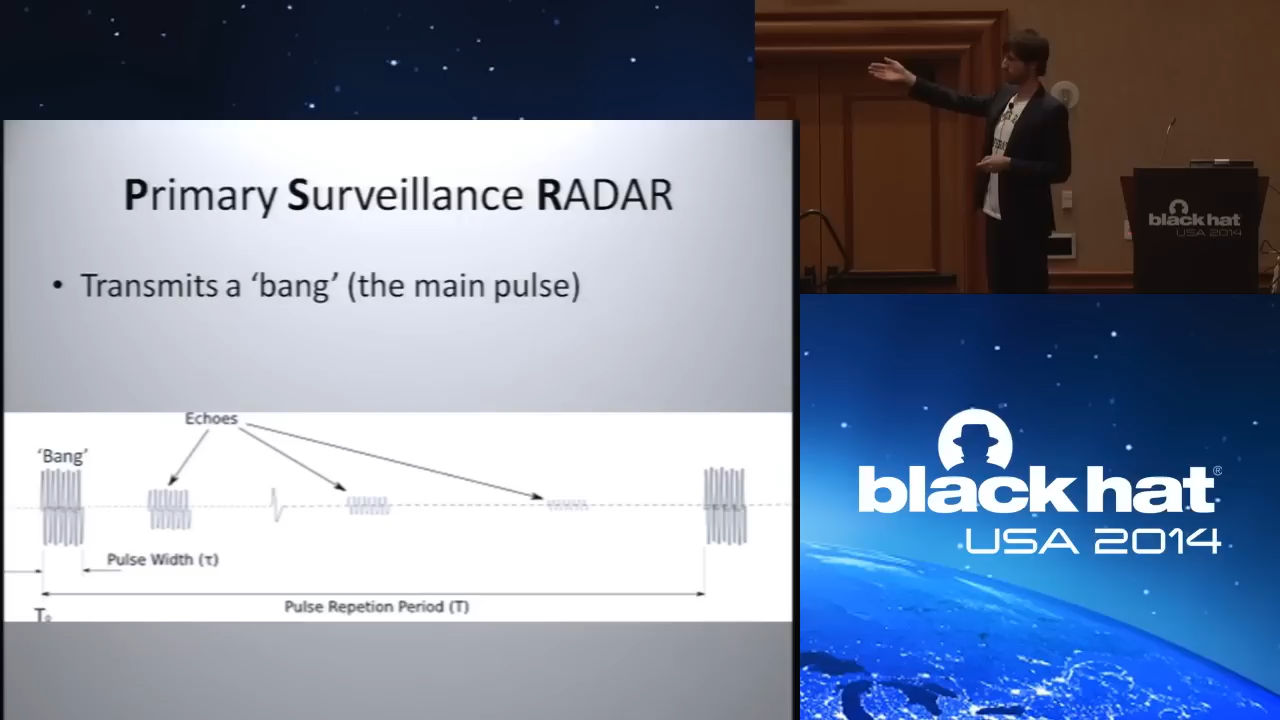 Primary Surveillance RADAR
• Transmits a ‘bang’ (the main pulse)
Echoes
‘Bang’
Pulse Width (τ)
Pulse Repetion Period (T)
T₀
black hat
USA 2014
black hat®
USA 2014